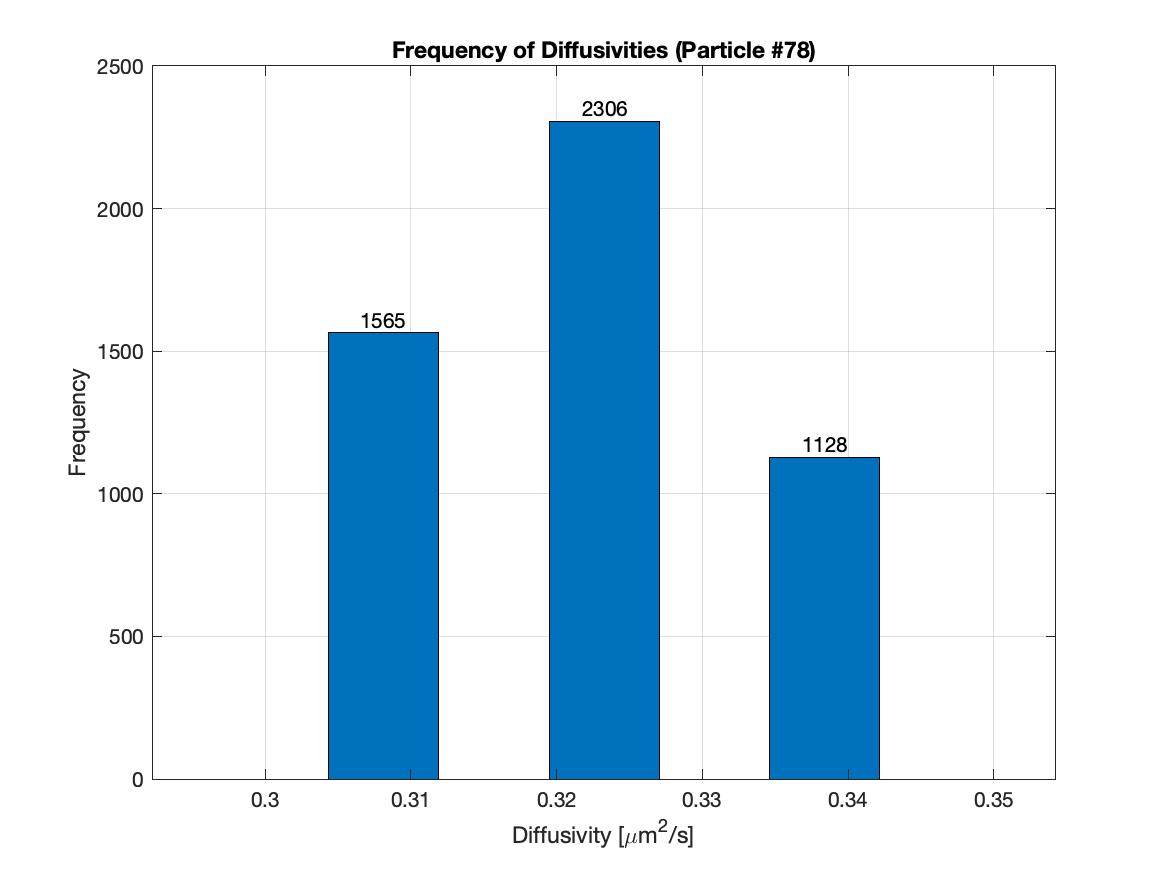 Frequency of Diffusivities (Particle #78)
2500
2000
1500
1000
500
0
Frequency
1565
2306
1128
0.3 0.31 0.32 0.33 0.34 0.35
Diffusivity [μm²/s]